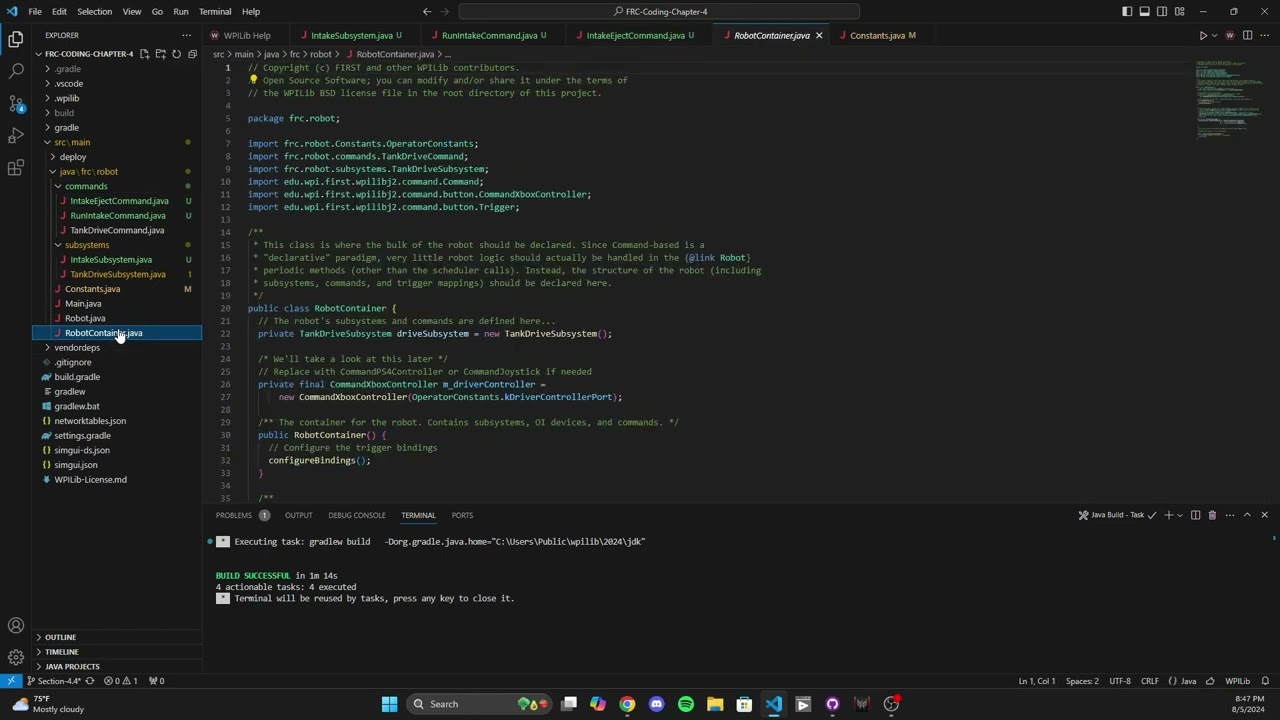 File Edit Selection View Go Run Terminal Help
FRC-Coding-Chapter-4
EXPLORER
FRC-CODING-CHAPTER-4
.gradle
.vscode
.wpilib
build
gradle
src\main
deploy
java\frc\robot
commands
IntakeEjectCommand.java U
RunIntakeCommand.java U
TankDriveCommand.java
subsystems
IntakeSubsystem.java U
TankDriveSubsystem.java 1
Constants.java M
Main.java
Robot.java
RobotContainer.java
vendordeps
.gitignore
build.gradle
gradlew
gradlew.bat
networktables.json
settings.gradle
simgui-ds.json
simgui.json
WPILib-License.md
OUTLINE
TIMELINE
JAVA PROJECTS
WPILib Help IntakeSubsystem.java U RunIntakeCommand.java U IntakeEjectCommand.java U RobotContainer.java Constants.java M
src > main > java > frc > robot > RobotContainer.java > ...
1 // Copyright (c) FIRST and other WPILib contributors.
2 // Open Source Software; you can modify and/or share it under the terms of
3 // the WPILib BSD license file in the root directory of this project.
4
5 package frc.robot;
6
7 import frc.robot.Constants.OperatorConstants;
8 import frc.robot.commands.TankDriveCommand;
9 import frc.robot.subsystems.TankDriveSubsystem;
10 import edu.wpi.first.wpilibj2.command.Command;
11 import edu.wpi.first.wpilibj2.command.button.CommandXboxController;
12 import edu.wpi.first.wpilibj2.command.button.Trigger;
13
14 /**
15 * This class is where the bulk of the robot should be declared. Since Command-based is a
16 * "declarative" paradigm, very little robot logic should actually be handled in the {@link Robot}
17 * periodic methods (other than the scheduler calls). Instead, the structure of the robot (including
18 * subsystems, commands, and trigger mappings) should be declared here.
19 */
20 public class RobotContainer {
21 // The robot's subsystems and commands are defined here...
22 private TankDriveSubsystem driveSubsystem = new TankDriveSubsystem();
23
24 /* We'll take a look at this later */
25 // Replace with CommandPS4Controller or CommandJoystick if needed
26 private final CommandXboxController m_driverController =
27 new CommandXboxController(OperatorConstants.kDriverControllerPort);
28
29 /** The container for the robot. Contains subsystems, OI devices, and commands. */
30 public RobotContainer() {
31 // Configure the trigger bindings
32 configureBindings();
33 }
34
35 /**
PROBLEMS 1 OUTPUT DEBUG CONSOLE TERMINAL PORTS
Java Build - Task
* Executing task: gradlew build -Dorg.gradle.java.home="C:\Users\Public\wpilib\2024\jdk"
BUILD SUCCESSFUL in 1m 14s
4 actionable tasks: 4 executed
* Terminal will be reused by tasks, press any key to close it.
Section-4.4* 0 1 0
Ln 1, Col 1 Spaces: 2 UTF-8 CRLF {} Java WPILib
75°F
Mostly cloudy
Search
8:47 PM
8/5/2024